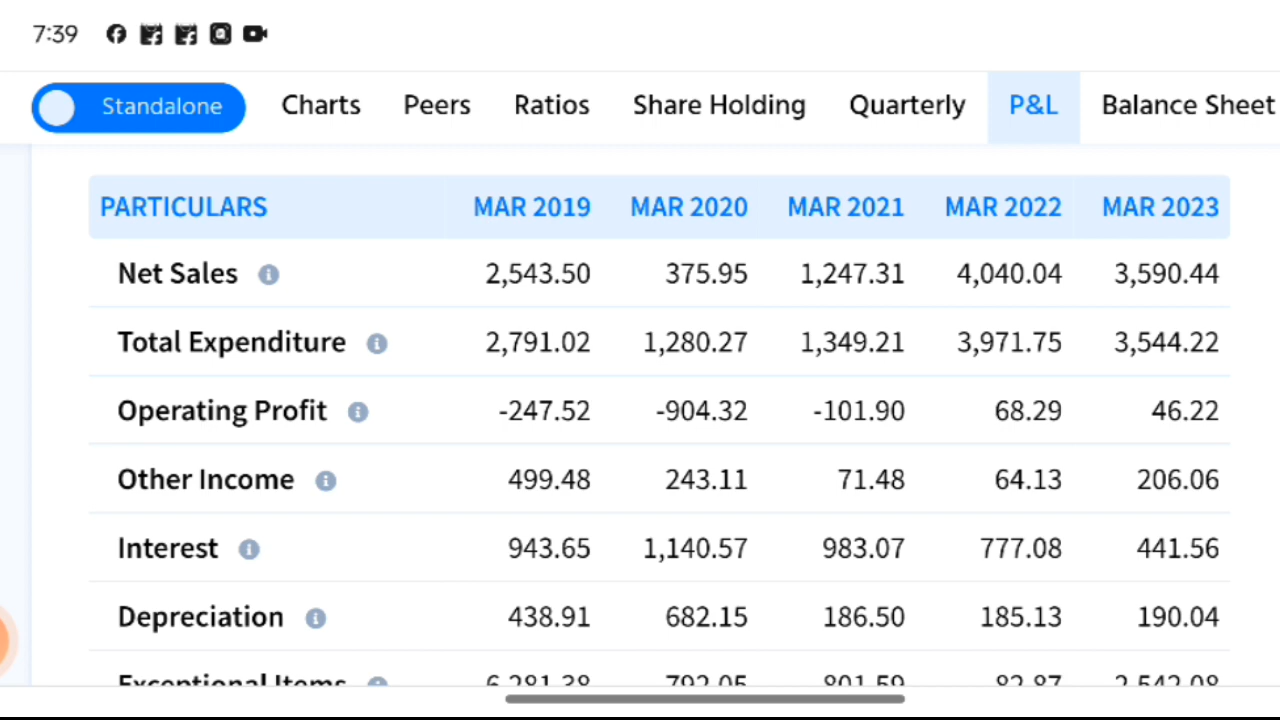 7:39
Standalone Charts Peers Ratios Share Holding Quarterly P&L Balance Sheet
PARTICULARS MAR 2019 MAR 2020 MAR 2021 MAR 2022 MAR 2023
Net Sales 2,543.50 375.95 1,247.31 4,040.04 3,590.44
Total Expenditure 2,791.02 1,280.27 1,349.21 3,971.75 3,544.22
Operating Profit -247.52 -904.32 -101.90 68.29 46.22
Other Income 499.48 243.11 71.48 64.13 206.06
Interest 943.65 1,140.57 983.07 777.08 441.56
Depreciation 438.91 682.15 186.50 185.13 190.04
Exceptional Items